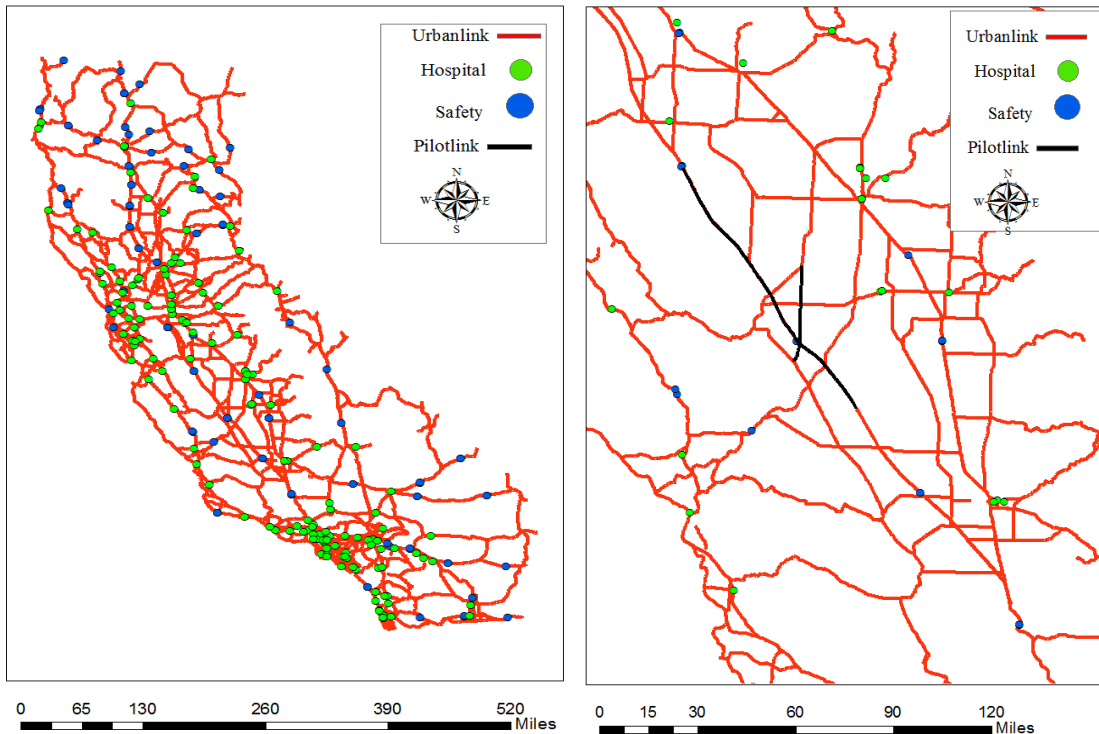 Urbanlink
Hospital
Safety
Pilotlink
N
W E
S
0 65 130 260 390 520 Miles
Urbanlink
Hospital
Safety
Pilotlink
N
W E
S
0 15 30 60 90 120 Miles